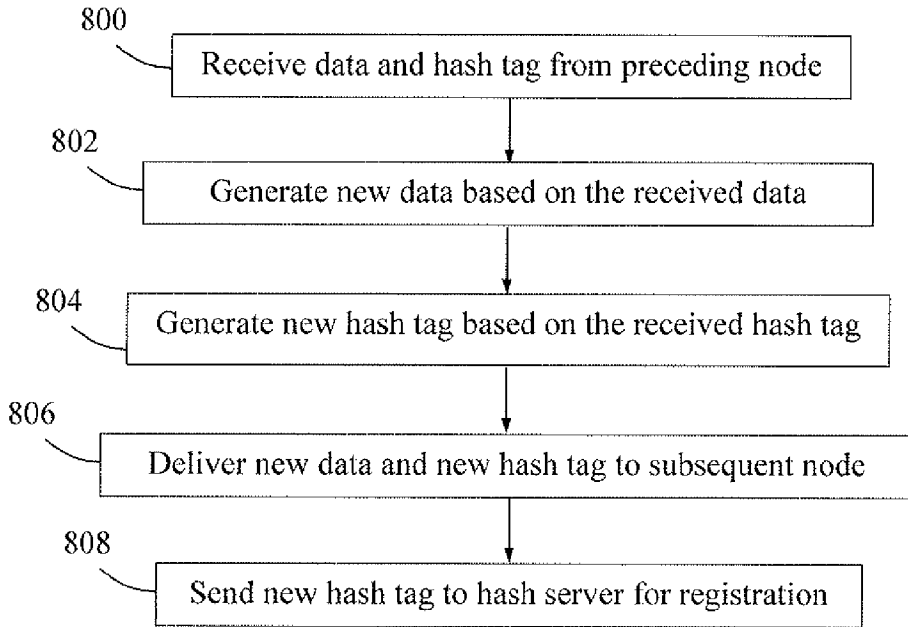 800
Receive data and hash tag from preceding node
802
Generate new data based on the received data
804
Generate new hash tag based on the received hash tag
806
Deliver new data and new hash tag to subsequent node
808
Send new hash tag to hash server for registration